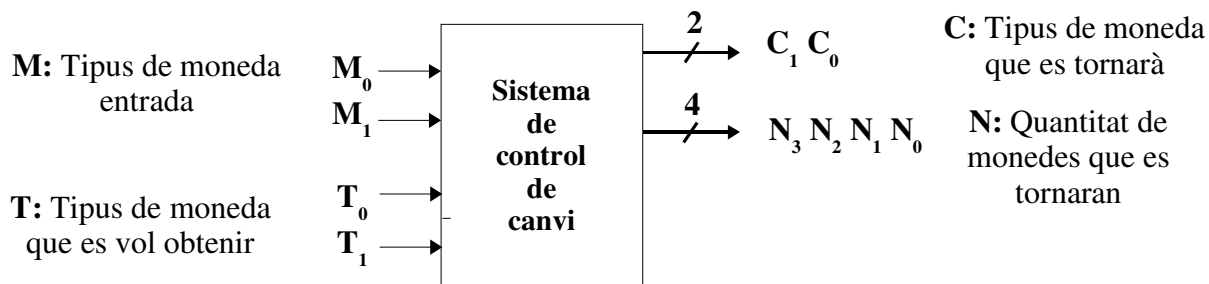 M: Tipus de moneda
entrada
M0
M1
T: Tipus de moneda
que es vol obtenir
T0
T1
Sistema
de
control
de
canvi
2
C1 C0
4
N3 N2 N1 N0
C: Tipus de moneda
que es tornarà
N: Quantitat de
monedes que es
tornaran